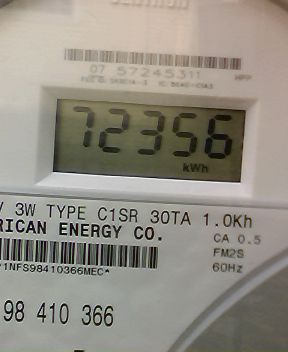 07 57245311
72356
kWh
V 3W TYPE C1SR 30TA 1.0Kh
RICAN ENERGY CO.
CA 0.5
FM2S
60Hz
98 410 366